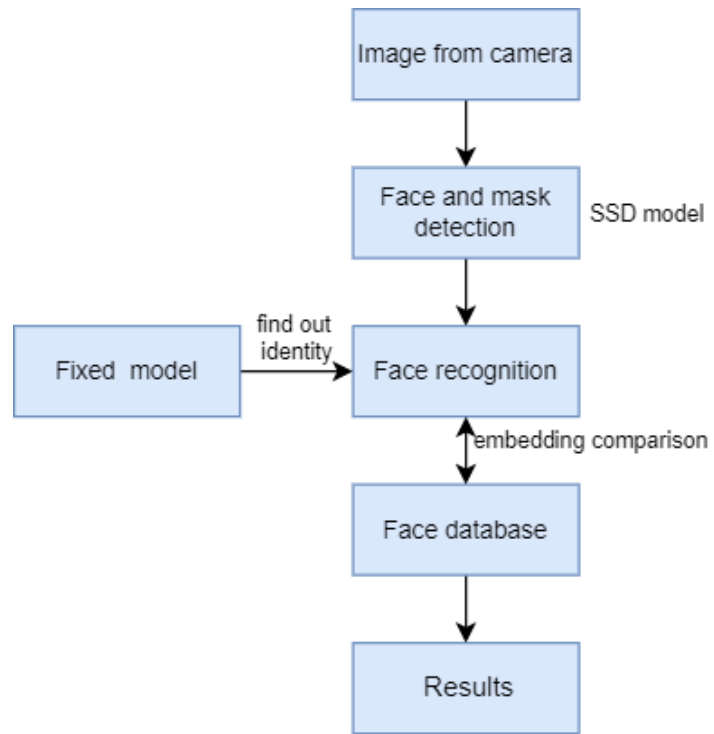 Image from camera
Face and mask
detection
SSD model
find out
identity
Fixed model
Face recognition
embedding comparison
Face database
Results